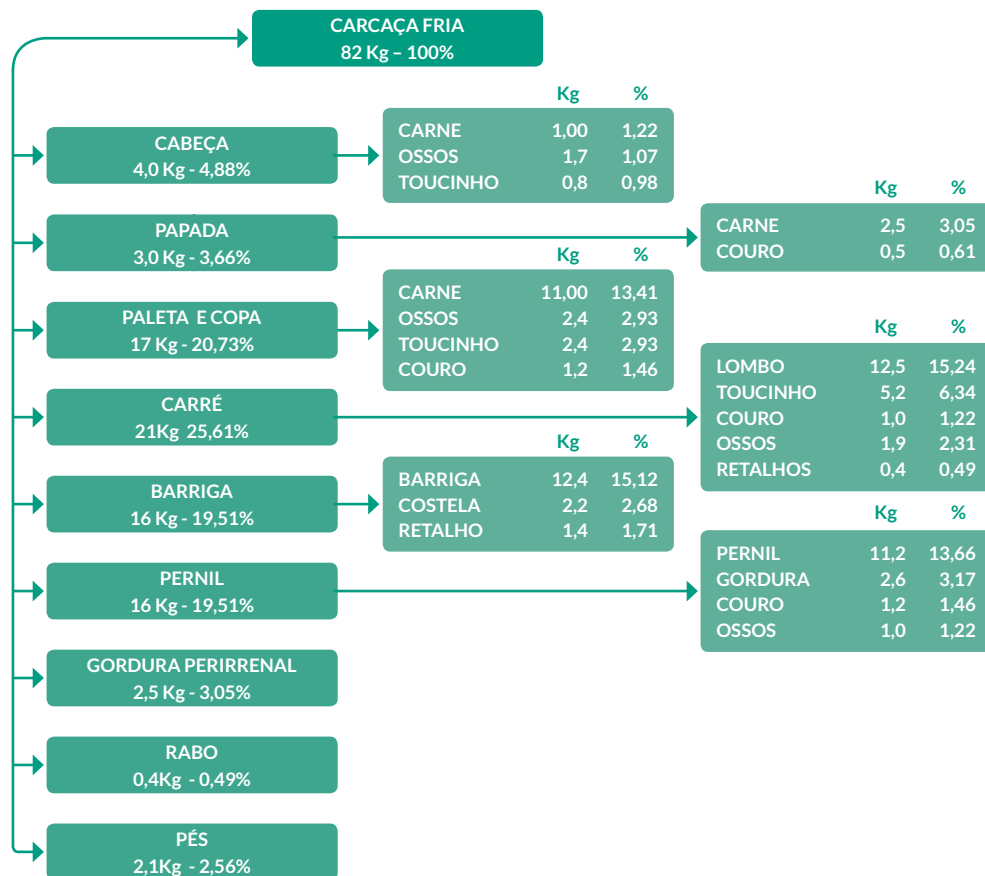 CARCAÇA FRIA
82 Kg – 100%
CABEÇA
4,0 Kg - 4,88%
Kg %
CARNE 1,00 1,22
OSSOS 1,7 1,07
TOUCINHO 0,8 0,98
PAPADA
3,0 Kg - 3,66%
Kg %
CARNE 2,5 3,05
COURO 0,5 0,61
PALETA E COPA
17 Kg - 20,73%
Kg %
CARNE 11,00 13,41
OSSOS 2,4 2,93
TOUCINHO 2,4 2,93
COURO 1,2 1,46
CARRÉ
21Kg 25,61%
Kg %
LOMBO 12,5 15,24
TOUCINHO 5,2 6,34
COURO 1,0 1,22
OSSOS 1,9 2,31
RETALHOS 0,4 0,49
BARRIGA
16 Kg - 19,51%
Kg %
BARRIGA 12,4 15,12
COSTELA 2,2 2,68
RETALHO 1,4 1,71
PERNIL
16 Kg - 19,51%
Kg %
PERNIL 11,2 13,66
GORDURA 2,6 3,17
COURO 1,2 1,46
OSSOS 1,0 1,22
GORDURA PERIRRENAL
2,5 Kg - 3,05%
RABO
0,4Kg - 0,49%
PÉS
2,1Kg - 2,56%